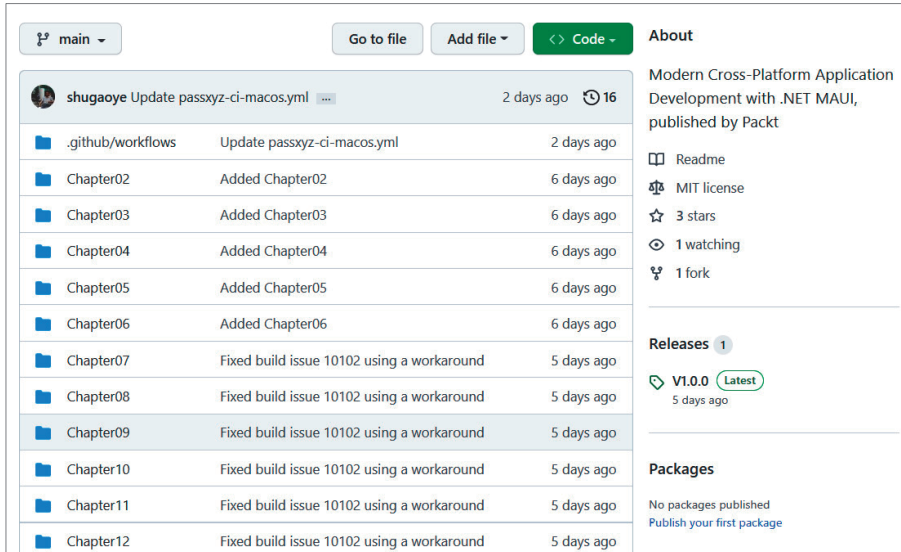 main
Go to file
Add file
<> Code
shugaoye Update passxyz-ci-macos.yml ... 2 days ago 16
.github/workflows Update passxyz-ci-macos.yml 2 days ago
Chapter02 Added Chapter02 6 days ago
Chapter03 Added Chapter03 6 days ago
Chapter04 Added Chapter04 6 days ago
Chapter05 Added Chapter05 6 days ago
Chapter06 Added Chapter06 6 days ago
Chapter07 Fixed build issue 10102 using a workaround 5 days ago
Chapter08 Fixed build issue 10102 using a workaround 5 days ago
Chapter09 Fixed build issue 10102 using a workaround 5 days ago
Chapter10 Fixed build issue 10102 using a workaround 5 days ago
Chapter11 Fixed build issue 10102 using a workaround 5 days ago
Chapter12 Fixed build issue 10102 using a workaround 5 days ago
About
Modern Cross-Platform Application
Development with .NET MAUI,
published by Packt
Readme
MIT license
3 stars
1 watching
1 fork
Releases 1
V1.0.0 Latest
5 days ago
Packages
No packages published
Publish your first package